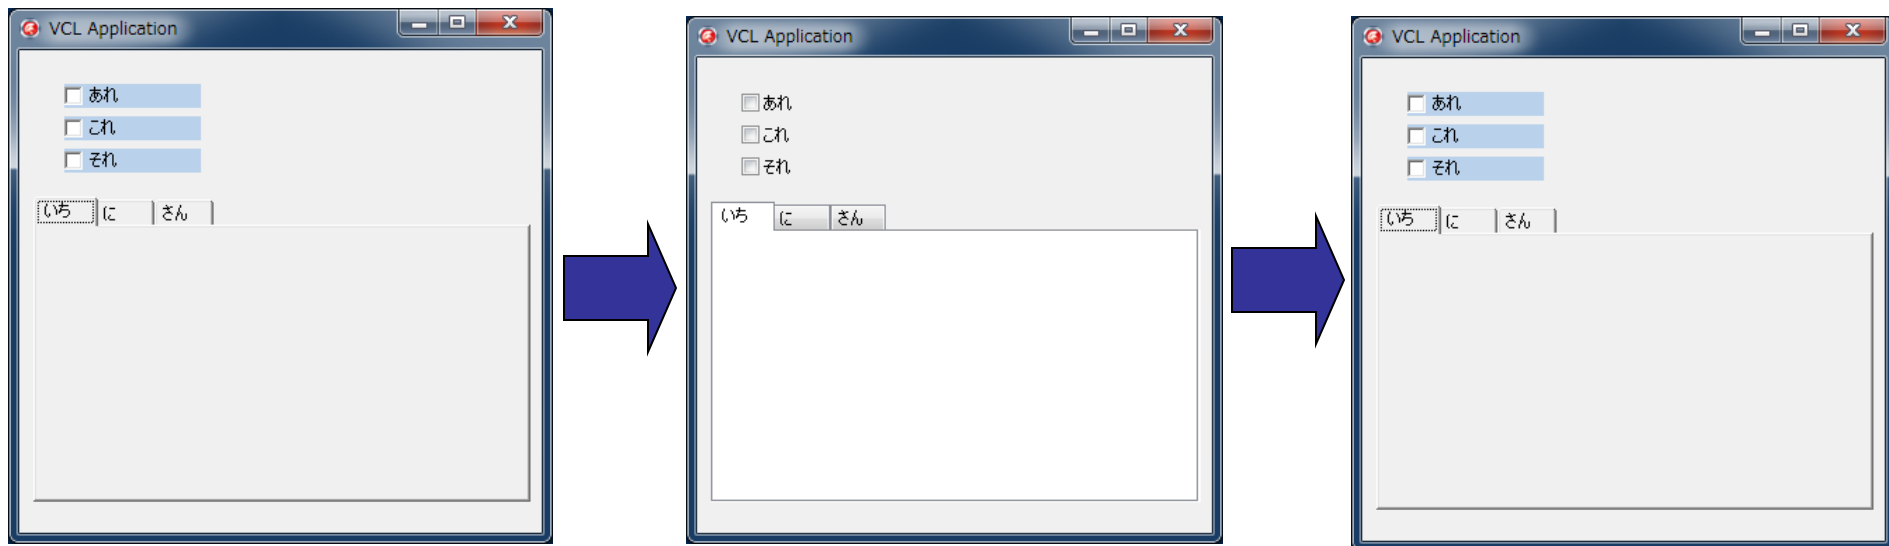 VCL Application
あれ
これ
それ
いち に さん
VCL Application
あれ
これ
それ
いち に さん
VCL Application
あれ
これ
それ
いち に さん